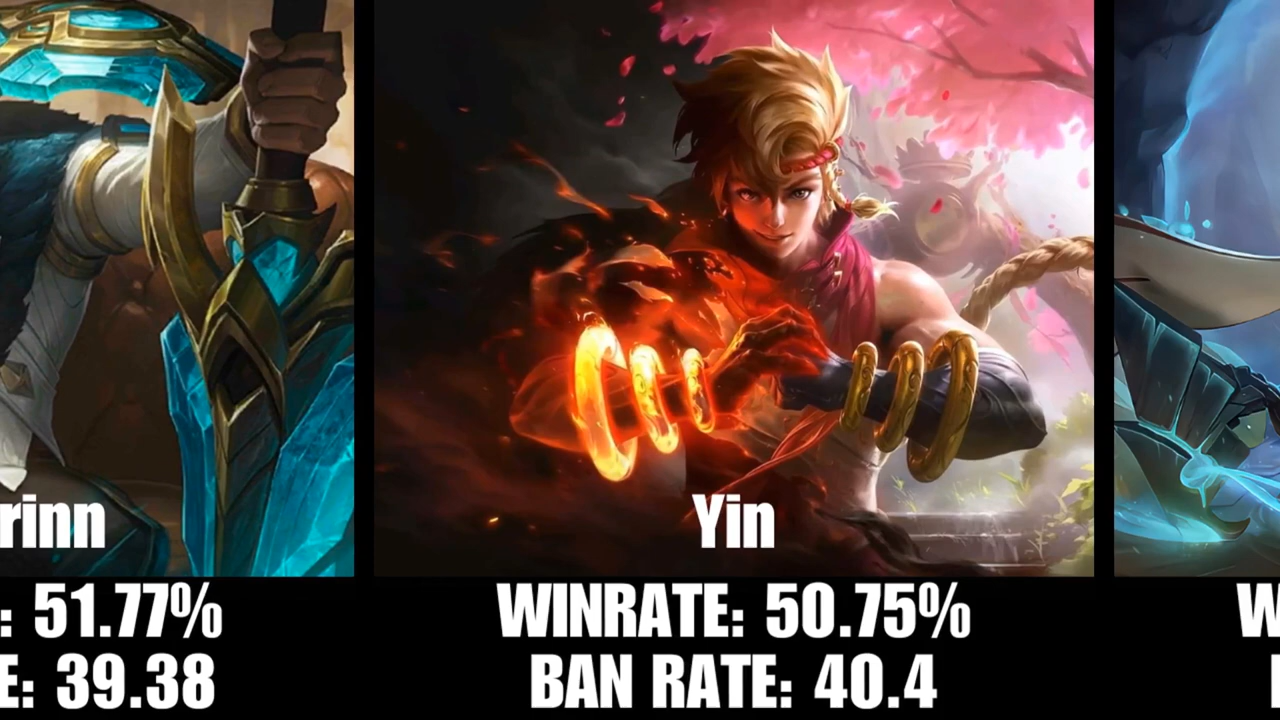 rinn
: 51.77%
E: 39.38
Yin
WINRATE: 50.75%
BAN RATE: 40.4
W